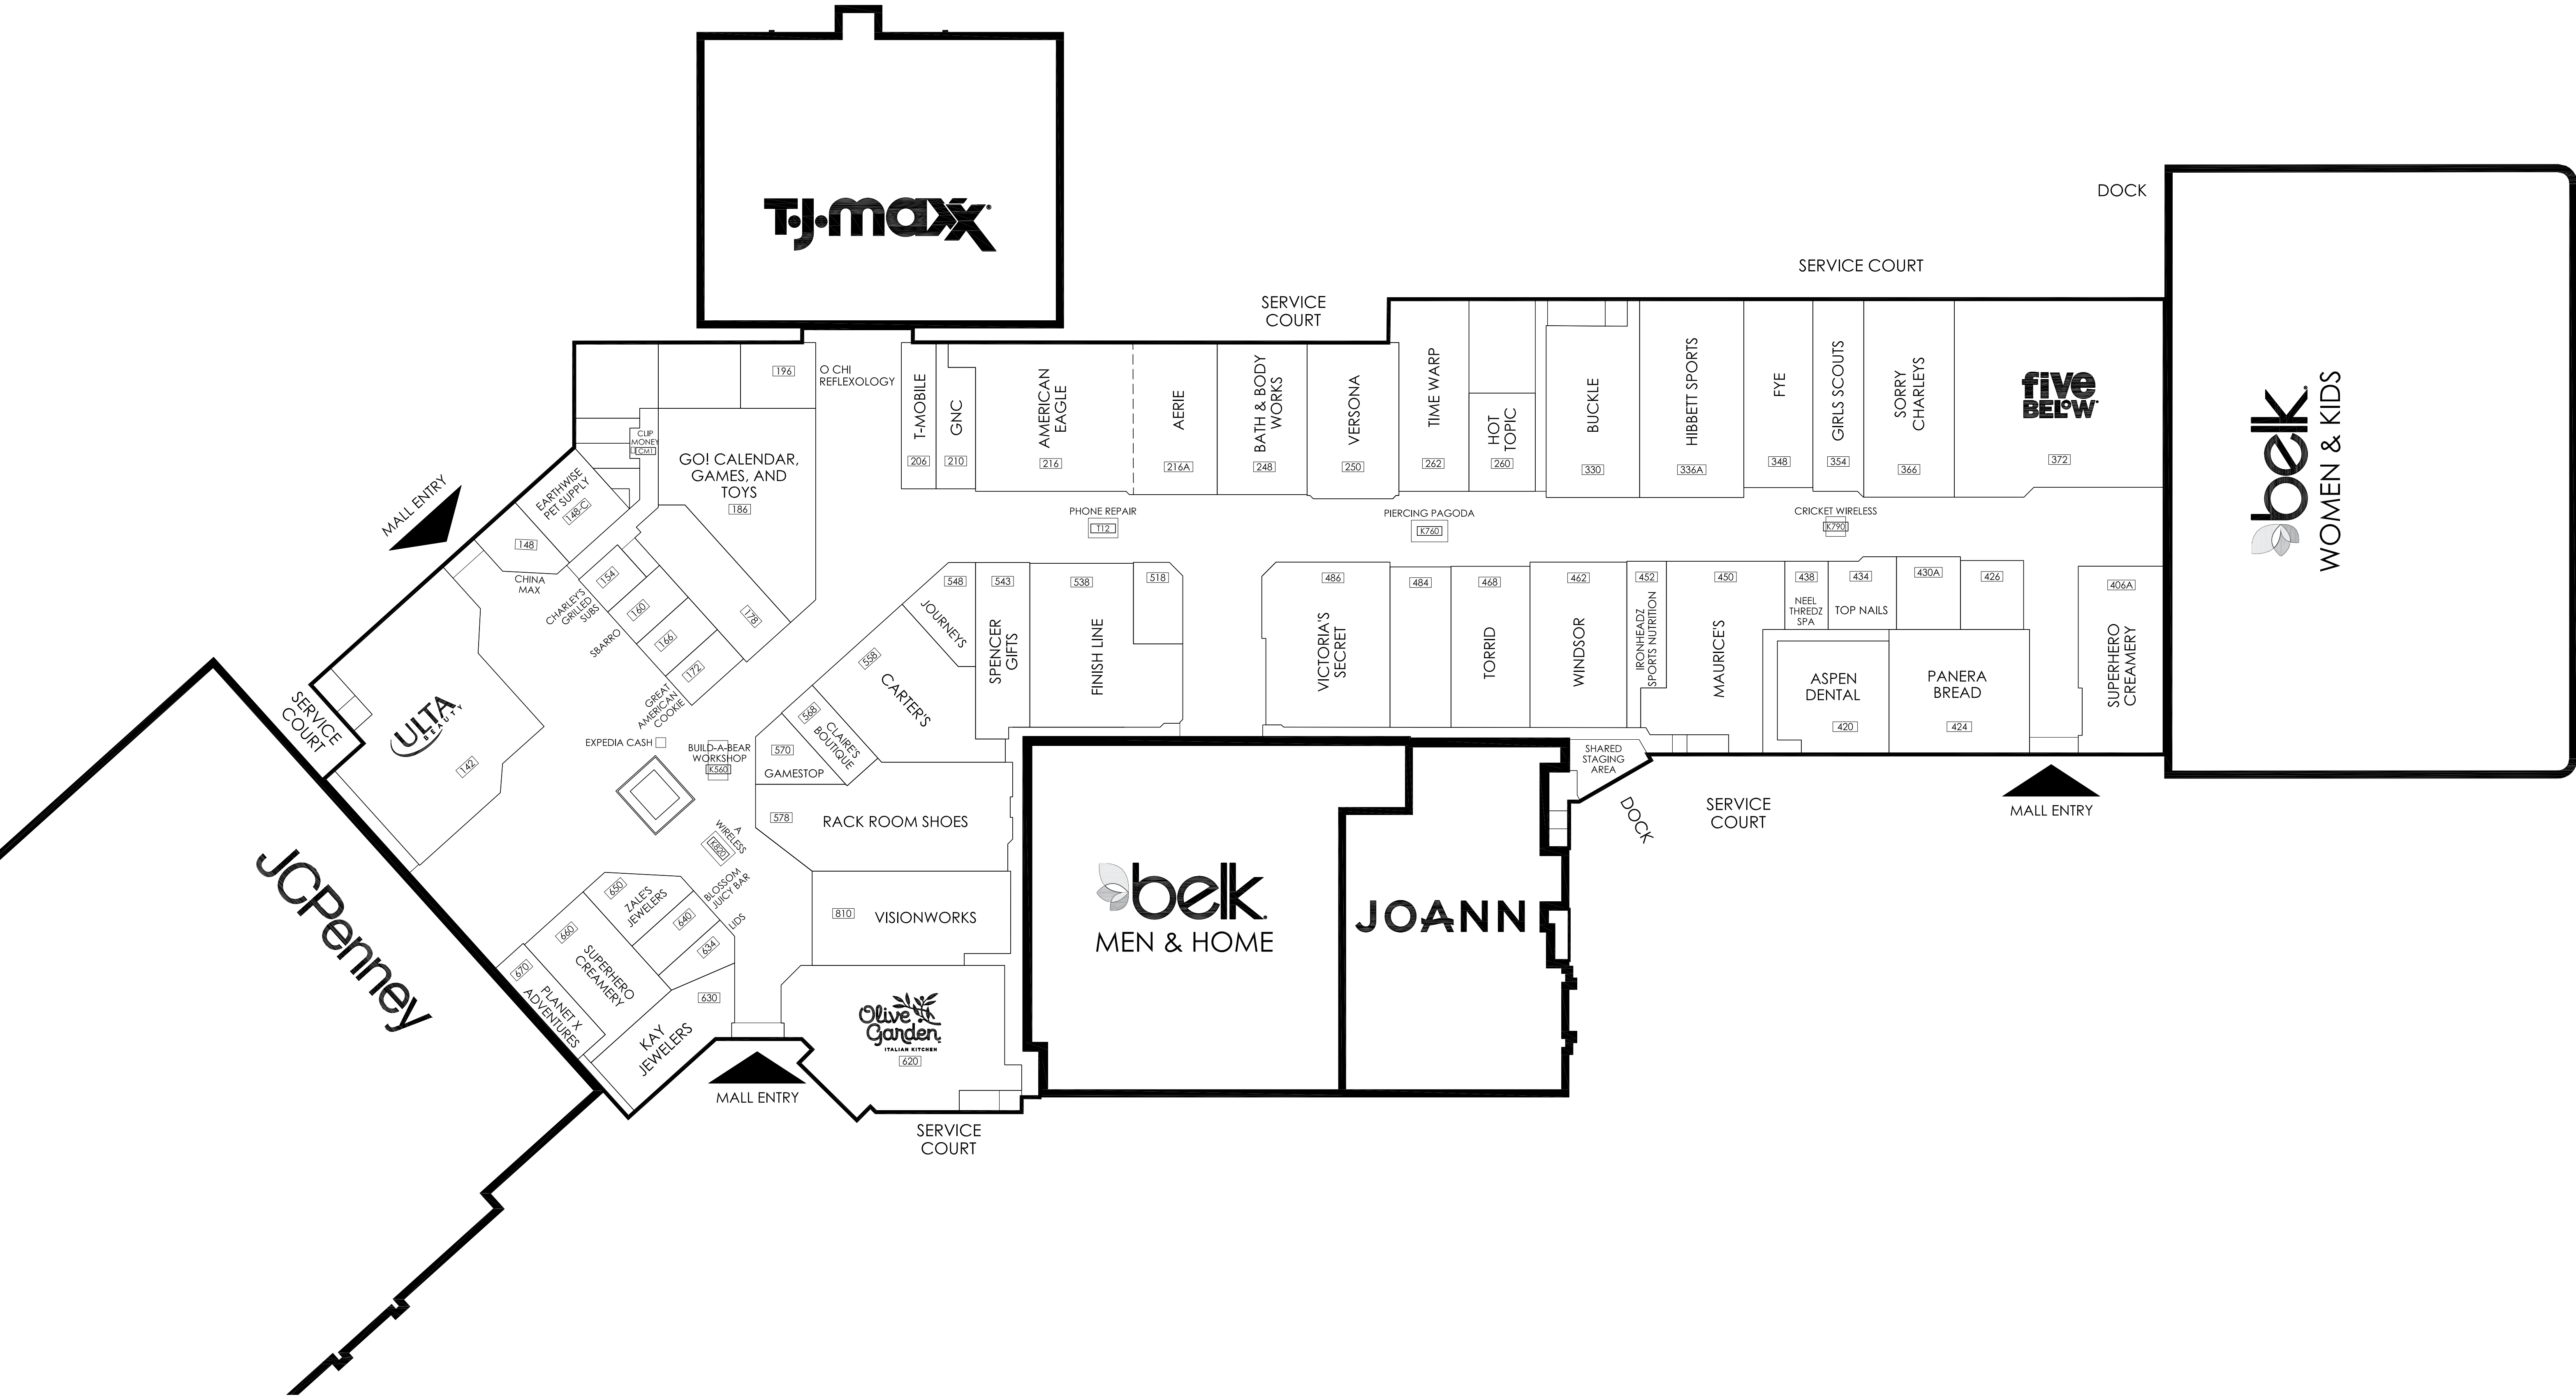 T·J·maxx
DOCK
SERVICE COURT
SERVICE
COURT
belk
WOMEN & KIDS
196
O CHI
REFLEXOLOGY
CLIP
MONEY
CMT
GO! CALENDAR,
GAMES, AND
TOYS
186
T-MOBILE
206
GNC
210
AMERICAN
EAGLE
216
AERIE
216A
BATH & BODY
WORKS
248
VERSONA
250
TIME WARP
262
HOT
TOPIC
260
BUCKLE
330
HIBBETT SPORTS
336A
FYE
348
GIRLS SCOUTS
354
SORRY
CHARLEYS
366
five
BELOW
372
MALL ENTRY
EARTHWISE
PET SUPPLY
148-C
148
CHINA
MAX
154
CHARLEY'S
GRILLED
SUBS
160
SBARRO
166
172
178
GREAT
AMERICAN
COOKIE
PHONE REPAIR
T12
PIERCING PAGODA
K760
CRICKET WIRELESS
K790
548
JOURNEYS
543
SPENCER
GIFTS
538
FINISH LINE
518
486
VICTORIA'S
SECRET
484
468
TORRID
462
WINDSOR
452
IRONHEADZ
SPORTS NUTRITION
450
MAURICE'S
438
NEEL
THREDZ
SPA
434
TOP NAILS
430A
426
406A
SUPERHERO
CREAMERY
ASPEN
DENTAL
420
PANERA
BREAD
424
MALL ENTRY
SHARED
STAGING
AREA
DOCK
SERVICE
COURT
SERVICE
COURT
ULTA
BEAUTY
142
EXPEDIA CASH
BUILD-A-BEAR
WORKSHOP
K560
558
CARTER'S
568
CLAIRE'S
BOUTIQUE
570
GAMESTOP
578
RACK ROOM SHOES
A
WIRELESS
K820
JCPenney
650
ZALE'S
JEWELERS
BLOSSOM
JUICY BAR
640
LIDS
634
660
SUPERHERO
CREAMERY
670
PLANET X
ADVENTURES
630
KAY
JEWELERS
810
VISIONWORKS
Olive
Garden
ITALIAN KITCHEN
620
MALL ENTRY
SERVICE
COURT
belk
MEN & HOME
JOANN